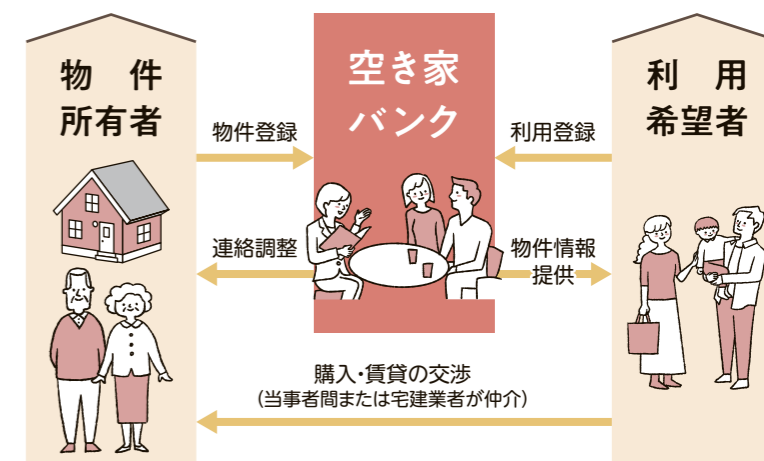 物　件
所有者
空き家
バンク
利　用
希望者
物件登録
利用登録
連絡調整
物件情報
提供
購入・賃貸の交渉
（当事者間または宅建業者が仲介）